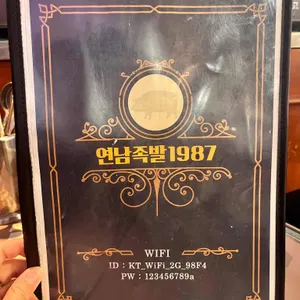 연남족발1987
WIFI
ID : KT_WiFi_2G_98F4
PW : 123456789a